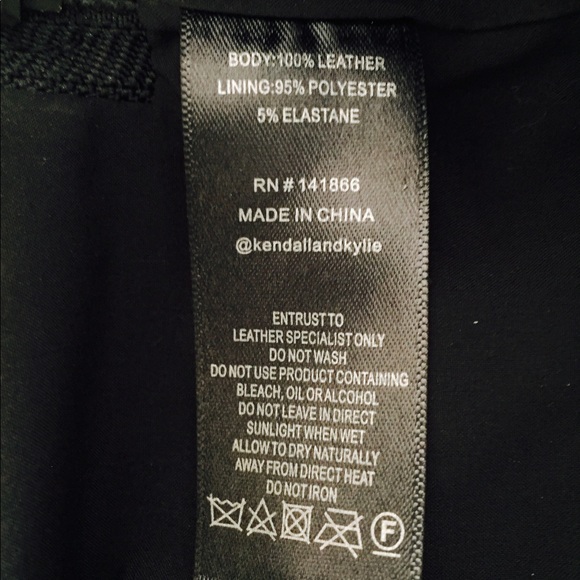 BODY:100% LEATHER
LINING:95% POLYESTER
5% ELASTANE
RN # 141866
MADE IN CHINA
@kendallandkylie
ENTRUST TO
LEATHER SPECIALIST ONLY
DO NOT WASH
DO NOT USE PRODUCT CONTAINING
BLEACH, OIL OR ALCOHOL
DO NOT LEAVE IN DIRECT
SUNLIGHT WHEN WET
ALLOW TO DRY NATURALLY
AWAY FROM DIRECT HEAT
DO NOT IRON
F